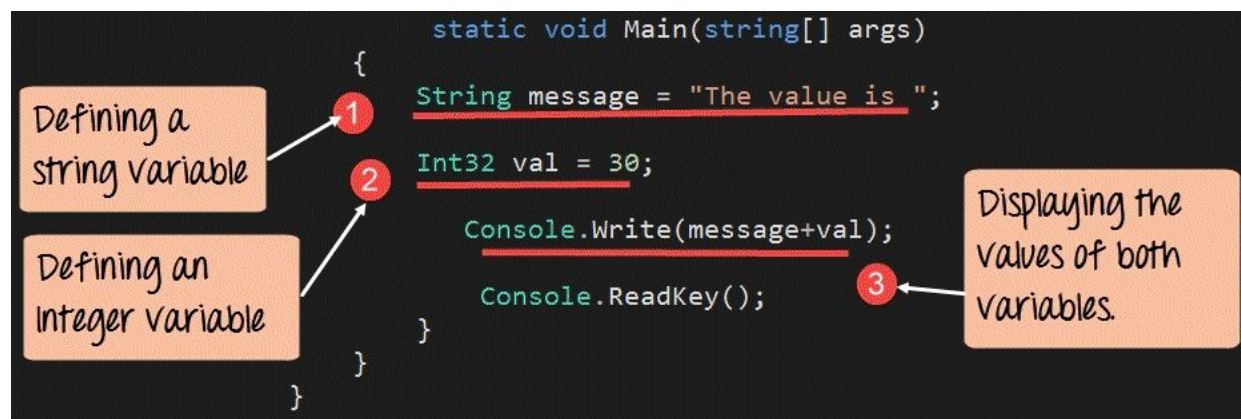 static void Main(string[] args)
{
Defining a
string variable
1
String message = "The value is ";
2
Int32 val = 30;
Defining an
Integer variable
Console.Write(message+val);
Displaying the
values of both
variables.
3
Console.ReadKey();
}
}
}